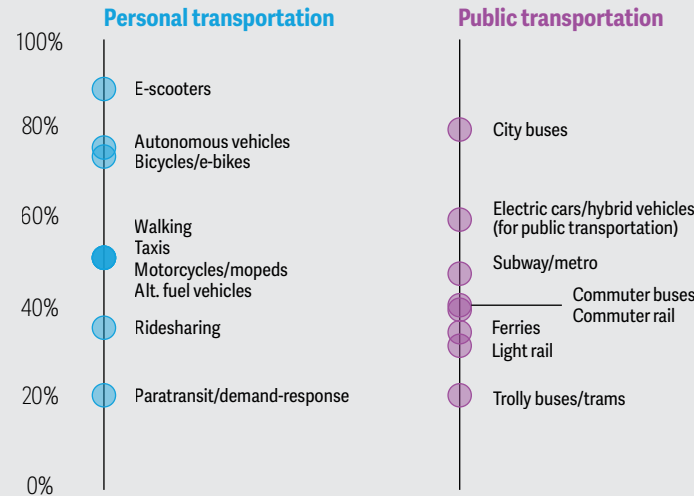 Personal transportation
Public transportation
100%
80%
60%
40%
20%
0%
E-scooters
Autonomous vehicles
Bicycles/e-bikes
Walking
Taxis
Motorcycles/mopeds
Alt. fuel vehicles
Ridesharing
Paratransit/demand-response
City buses
Electric cars/hybrid vehicles
(for public transportation)
Subway/metro
Commuter buses
Commuter rail
Ferries
Light rail
Trolly buses/trams